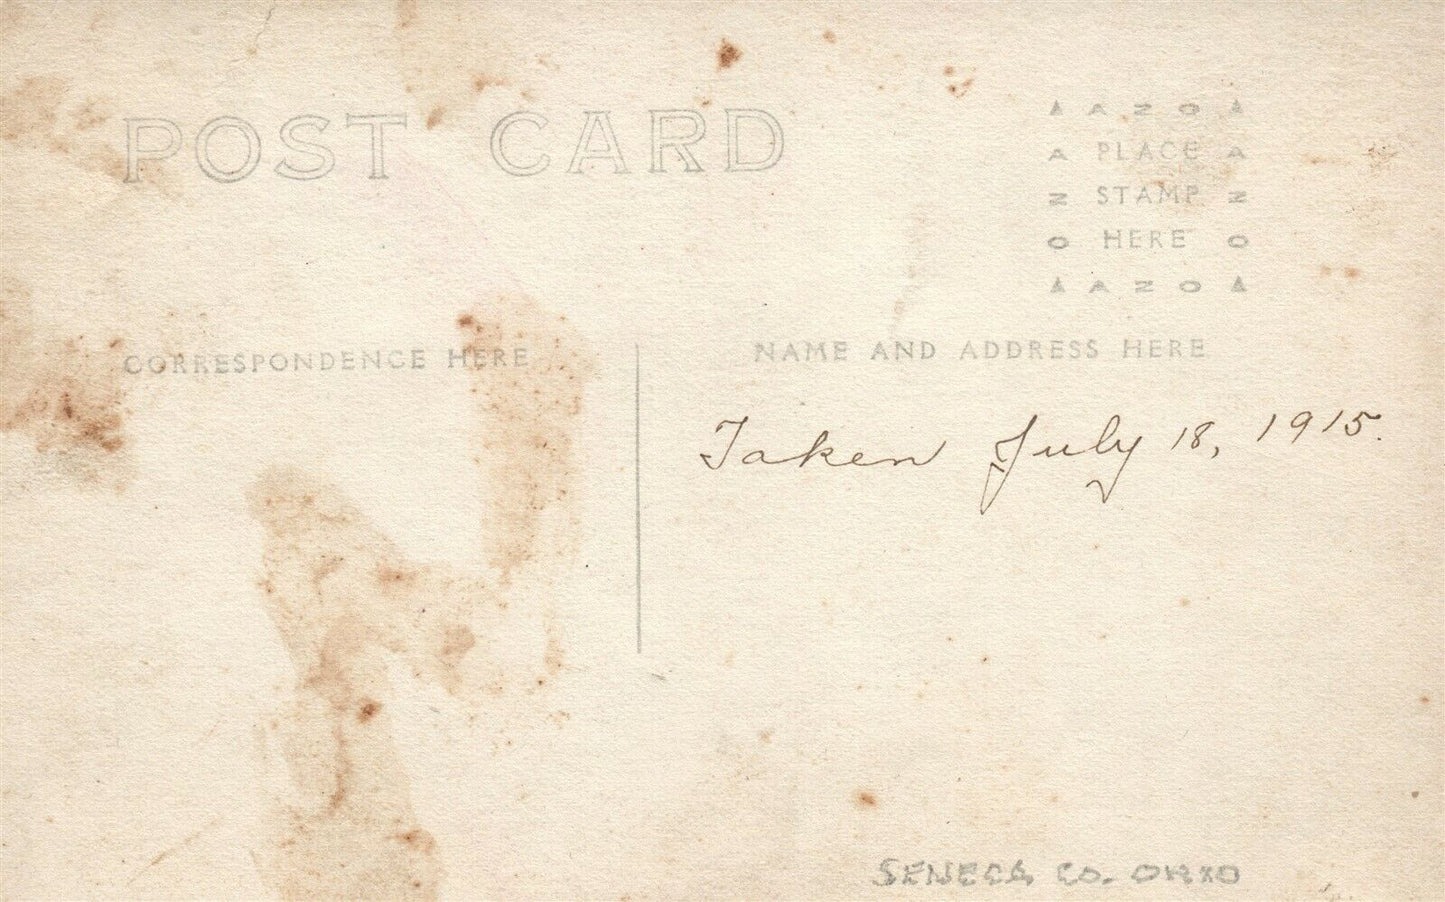 POST CARD
▲ AZO ▲
A PLACE A
Z STAMP Z
O HERE O
▲ AZO ▲
CORRESPONDENCE HERE
NAME AND ADDRESS HERE
Taken July 18, 1915.
SENECA CO. OHIO